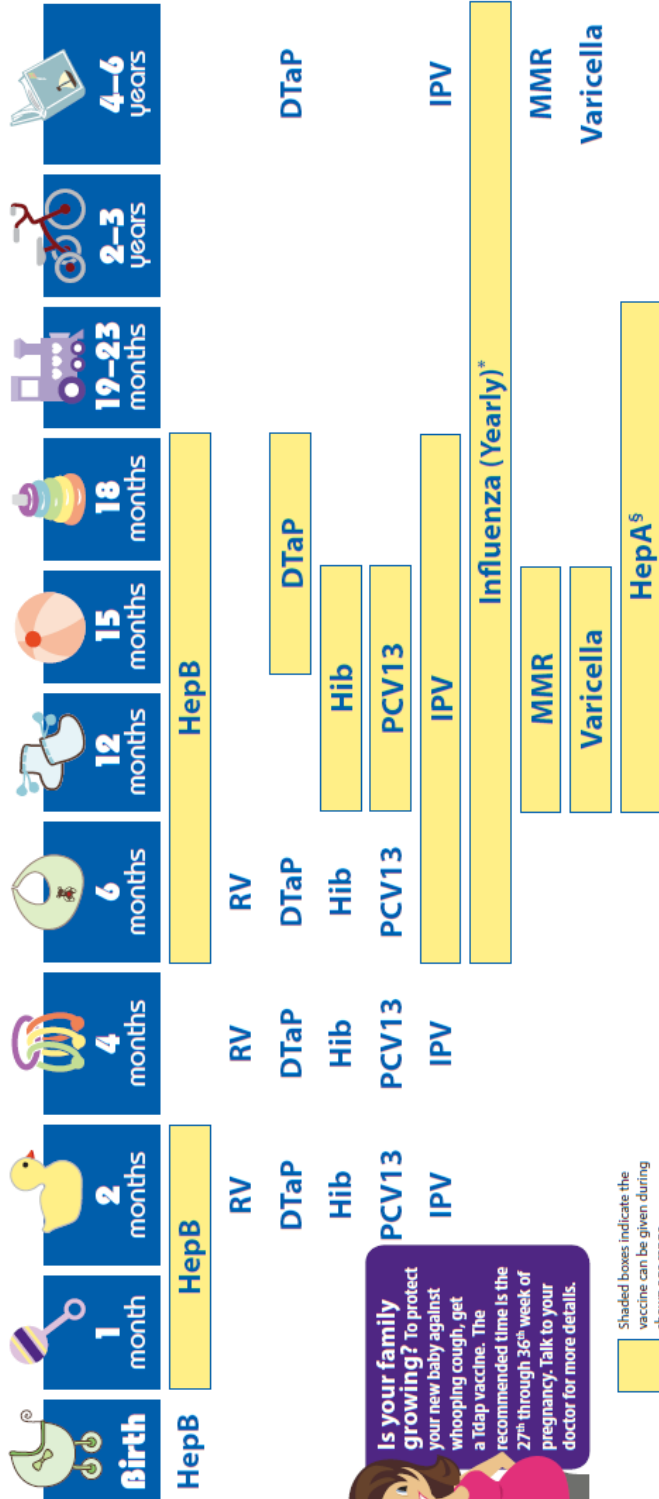 Birth
1
month
2
months
4
months
6
months
12
months
15
months
18
months
19–23
months
2–3
years
4–6
years
HepB
HepB
HepB
RV
RV
RV
DTaP
DTaP
DTaP
DTaP
DTaP
Hib
Hib
Hib
Hib
PCV13
PCV13
PCV13
PCV13
IPV
IPV
IPV
IPV
Influenza (Yearly)*
MMR
MMR
Varicella
Varicella
HepA§
Is your family
growing? To protect
your new baby against
whooping cough, get
a Tdap vaccine. The
recommended time is the
27th through 36th week of
pregnancy. Talk to your
doctor for more details.
Shaded boxes indicate the
vaccine can be given during